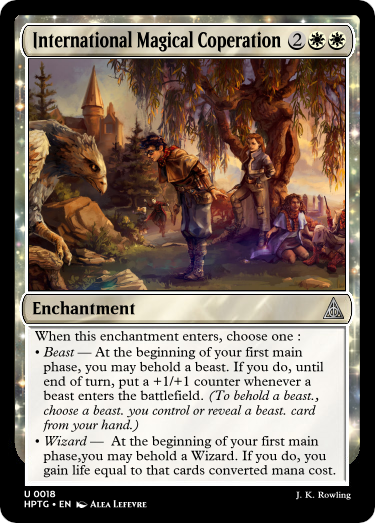 International Magical Coperation 2
Enchantment
When this enchantment enters, choose one :
• Beast — At the beginning of your first main
phase, you may behold a beast. If you do, until
end of turn, put a +1/+1 counter whenever a
beast enters the battlefield. (To behold a beast.,
choose a beast. you control or reveal a beast. card
from your hand.)
• Wizard — At the beginning of your first main
phase,you may behold a Wizard. If you do, you
gain life equal to that cards converted mana cost.
U 0018
J. K. Rowling
HPTG • EN Alea Lefevre